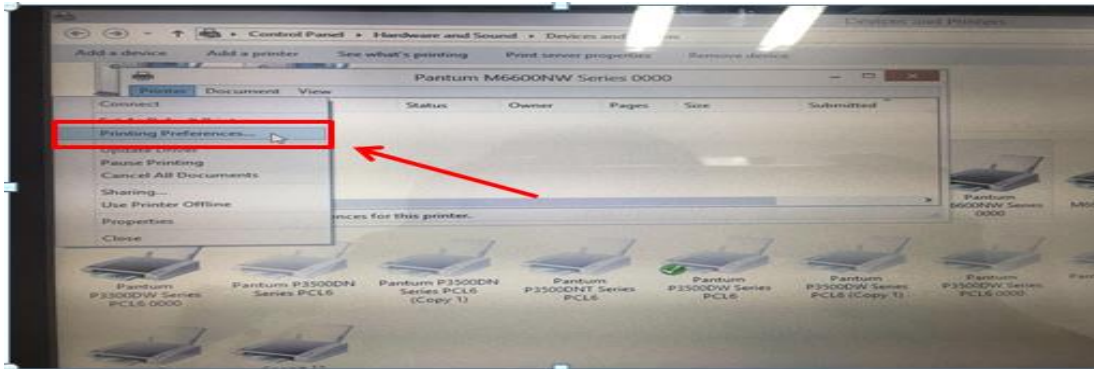 Devices and Printers
Control Panel ▸ Hardware and Sound ▸ Devices and
Add a device Add a printer See what's printing Print server properties Remove device
Pantum M6600NW Series 0000
Printer Document View
Status Owner Pages Size Submitted
Connect
Printing Preferences...
Update Driver
Pause Printing
Cancel All Documents
Sharing...
Use Printer Offline
Properties
Close
nces for this printer.
Pantum
6600NW Series
0000
Pantum
P3500DW Series
PCL6 0000
Pantum P3500DN
Series PCL6
Pantum P3500DN
Series PCL6
(Copy 1)
Pantum
P3500DNT Series
PCL6
Pantum
P3500DW Series
PCL6
Pantum
P3500DW Series
PCL6 (Copy 1)
P3500DW Series
PCL6 0000